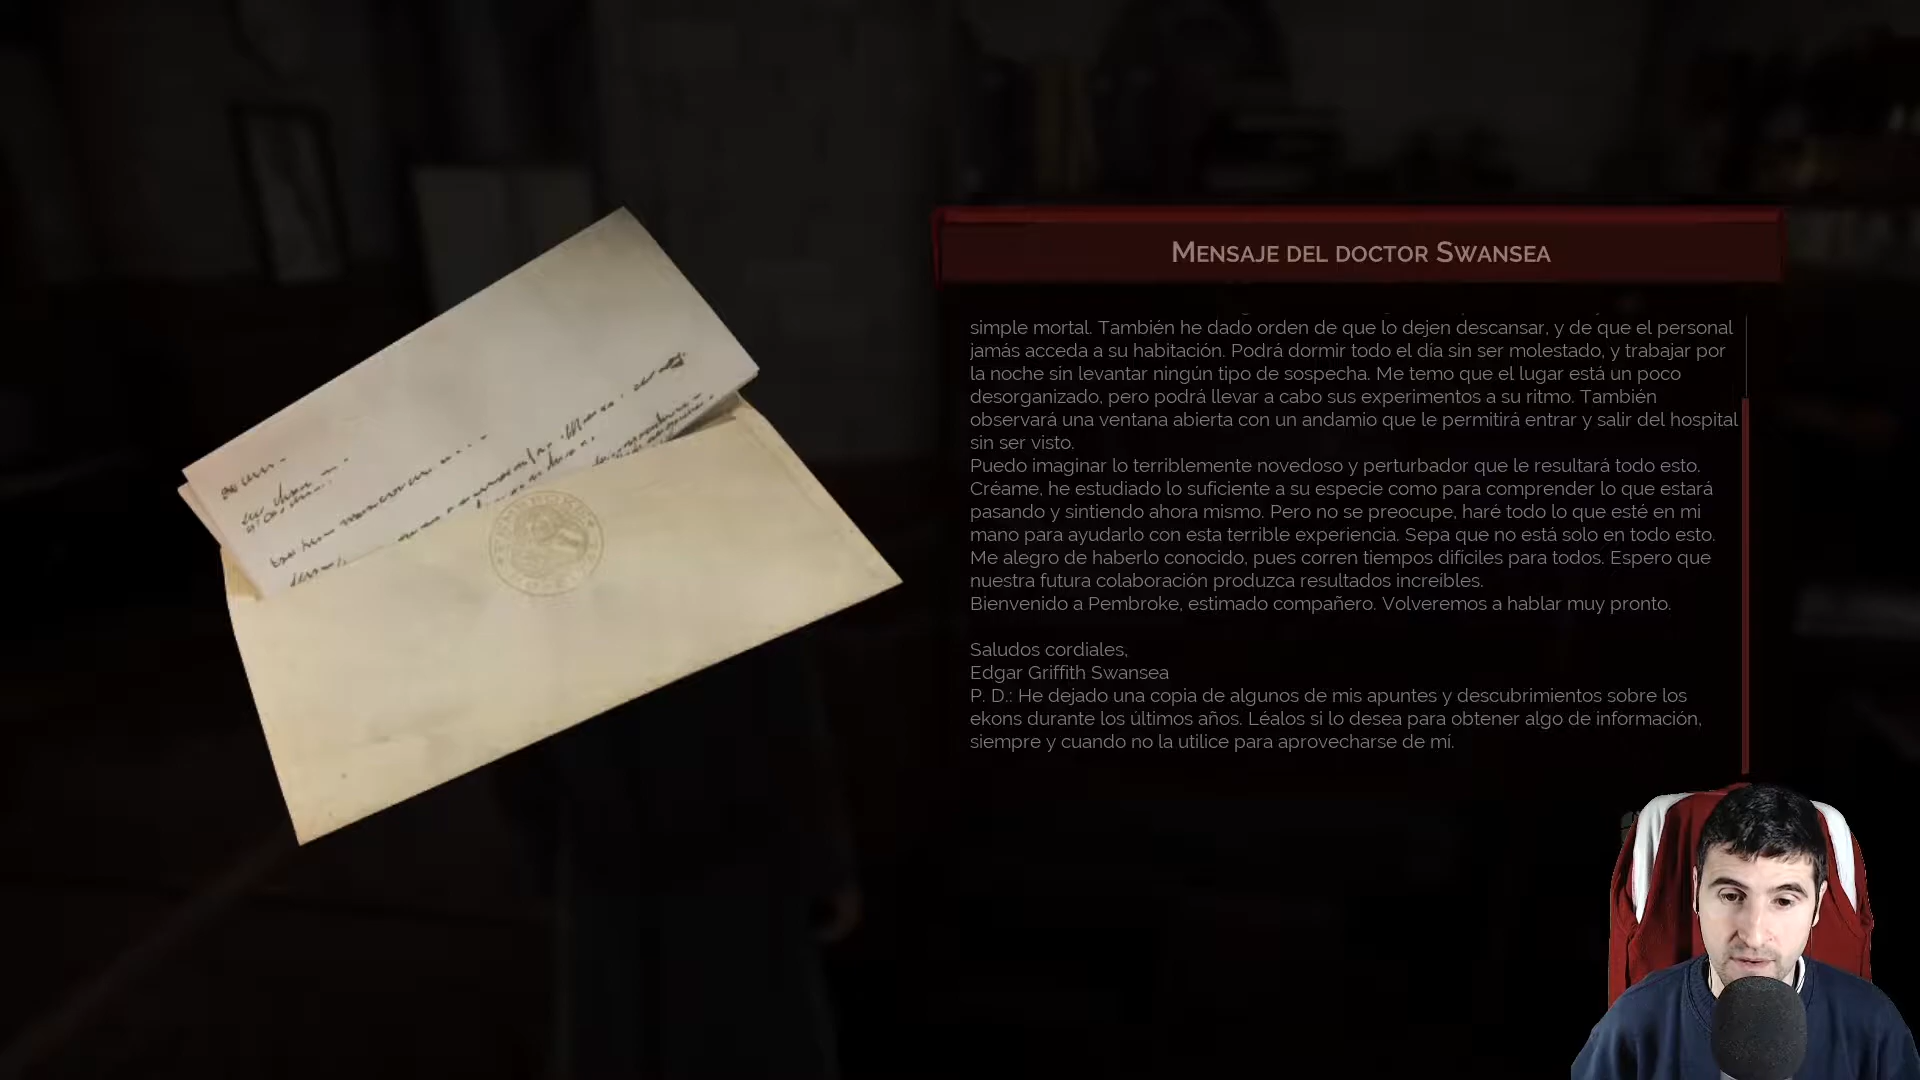 Mensaje del doctor Swansea
simple mortal. También he dado orden de que lo dejen descansar, y de que el personal
jamás acceda a su habitación. Podrá dormir todo el día sin ser molestado, y trabajar por
la noche sin levantar ningún tipo de sospecha. Me temo que el lugar está un poco
desorganizado, pero podrá llevar a cabo sus experimentos a su ritmo. También
observará una ventana abierta con un andamio que le permitirá entrar y salir del hospital
sin ser visto.
Puedo imaginar lo terriblemente novedoso y perturbador que le resultará todo esto.
Créame, he estudiado lo suficiente a su especie como para comprender lo que estará
pasando y sintiendo ahora mismo. Pero no se preocupe, haré todo lo que esté en mi
mano para ayudarlo con esta terrible experiencia. Sepa que no está solo en todo esto.
Me alegro de haberlo conocido, pues corren tiempos difíciles para todos. Espero que
nuestra futura colaboración produzca resultados increíbles.
Bienvenido a Pembroke, estimado compañero. Volveremos a hablar muy pronto.
Saludos cordiales,
Edgar Griffith Swansea
P. D.: He dejado una copia de algunos de mis apuntes y descubrimientos sobre los
ekons durante los últimos años. Léalos si lo desea para obtener algo de información,
siempre y cuando no la utilice para aprovecharse de mí.